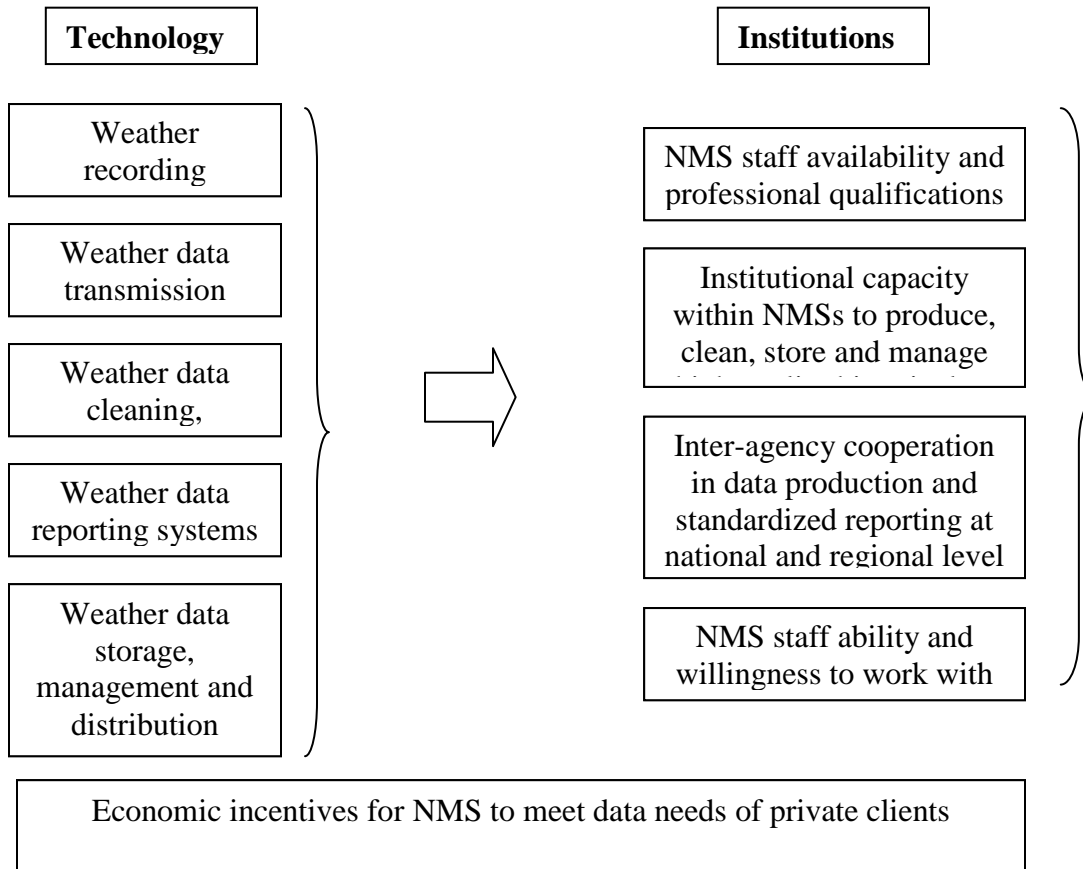 Technology
Institutions
Weather
recording
Weather data
transmission
Weather data
cleaning,
Weather data
reporting systems
Weather data
storage,
management and
distribution
NMS staff availability and
professional qualifications
Institutional capacity
within NMSs to produce,
clean, store and manage
Inter-agency cooperation
in data production and
standardized reporting at
national and regional level
NMS staff ability and
willingness to work with
Economic incentives for NMS to meet data needs of private clients